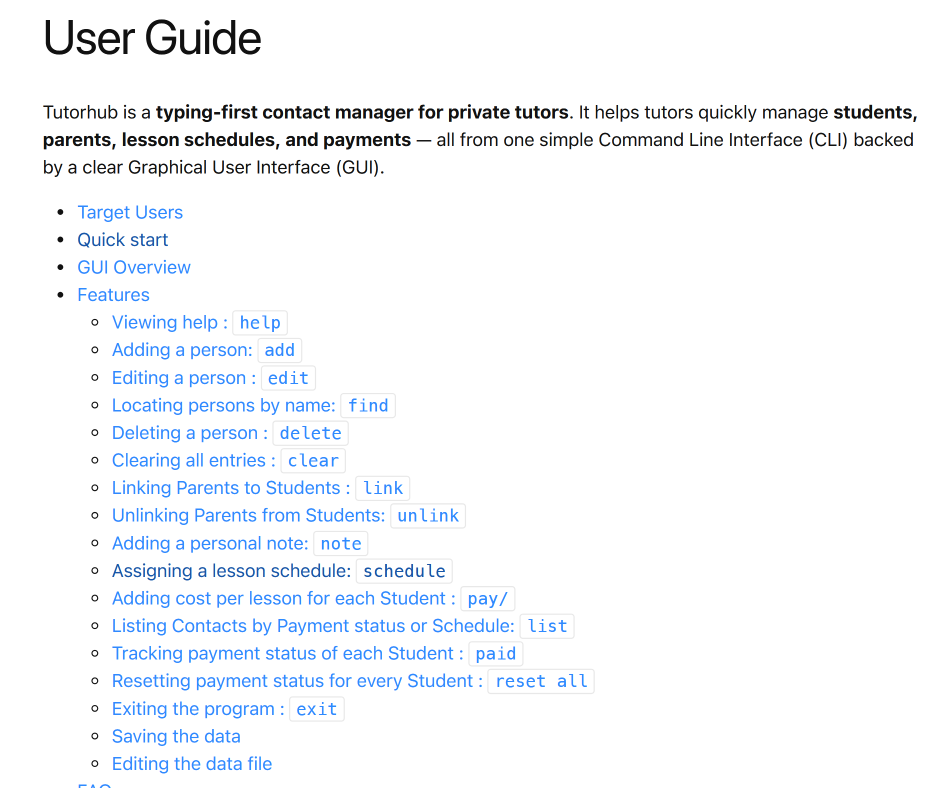 User Guide
Tutorhub is a typing-first contact manager for private tutors. It helps tutors quickly manage students,
parents, lesson schedules, and payments — all from one simple Command Line Interface (CLI) backed
by a clear Graphical User Interface (GUI).
Target Users
Quick start
GUI Overview
Features
Viewing help : help
Adding a person: add
Editing a person : edit
Locating persons by name: find
Deleting a person : delete
Clearing all entries : clear
Linking Parents to Students : link
Unlinking Parents from Students: unlink
Adding a personal note: note
Assigning a lesson schedule: schedule
Adding cost per lesson for each Student : pay/
Listing Contacts by Payment status or Schedule: list
Tracking payment status of each Student : paid
Resetting payment status for every Student : reset all
Exiting the program : exit
Saving the data
Editing the data file